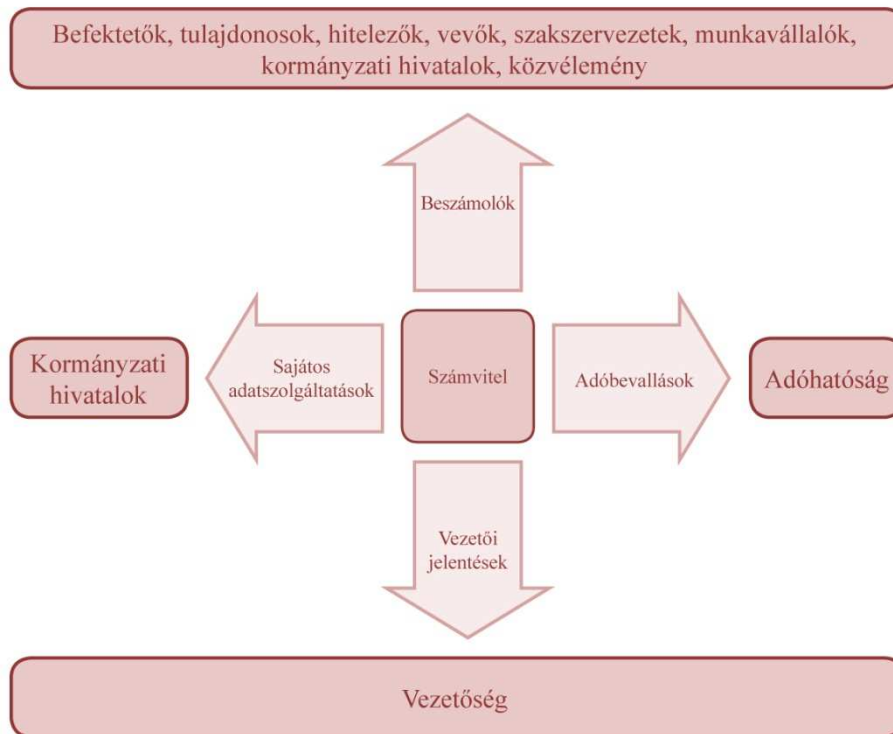 Befektetők, tulajdonosok, hitelezők, vevők, szakszervezetek, munkavállalók,
kormányzati hivatalok, közvélemény
Beszámolók
Kormányzati
hivatalok
Sajátos
adatszolgáltatások
Számvitel
Adóbevallások
Adóhatóság
Vezetői
jelentések
Vezetőség